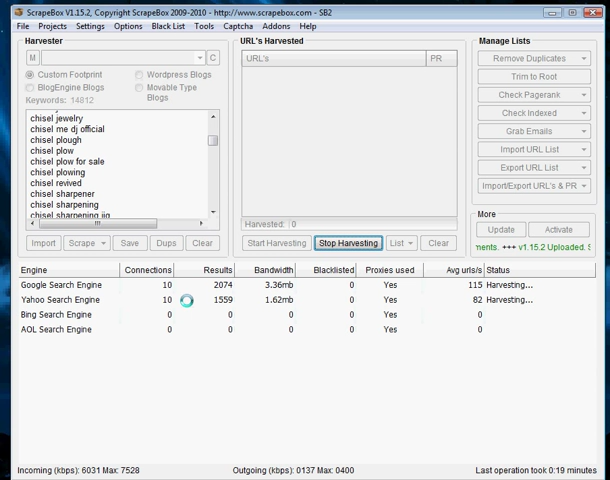 ScrapeBox V1.15.2, Copyright ScrapeBox 2009-2010 - http://www.scrapebox.com - SB2
File Projects Settings Options Black List Tools Captcha Addons Help
Harvester
M C
Custom Footprint Wordpress Blogs
BlogEngine Blogs Movable Type Blogs
Keywords: 14812
chisel jewelry
chisel me dj official
chisel plough
chisel plow
chisel plow for sale
chisel plowing
chisel revived
chisel sharpener
chisel sharpening
chisel sharpening jig
Import Scrape Save Dups Clear
URL's Harvested
URL's PR
Harvested: 0
Start Harvesting Stop Harvesting List Clear
Manage Lists
Remove Duplicates
Trim to Root
Check Pagerank
Check Indexed
Grab Emails
Import URL List
Export URL List
Import/Export URL's & PR
More
Update Activate
ments. +++ v1.15.2 Uploaded. S
Engine Connections Results Bandwidth Blacklisted Proxies used Avg urls/s Status
Google Search Engine 10 2074 3.36mb 0 Yes 115 Harvesting...
Yahoo Search Engine 10 1559 1.62mb 0 Yes 82 Harvesting...
Bing Search Engine 0 0 0 0 Yes 0
AOL Search Engine 0 0 0 0 Yes 0
Incoming (kbps): 6031 Max: 7528 Outgoing (kbps): 0137 Max: 0400 Last operation took 0:19 minutes